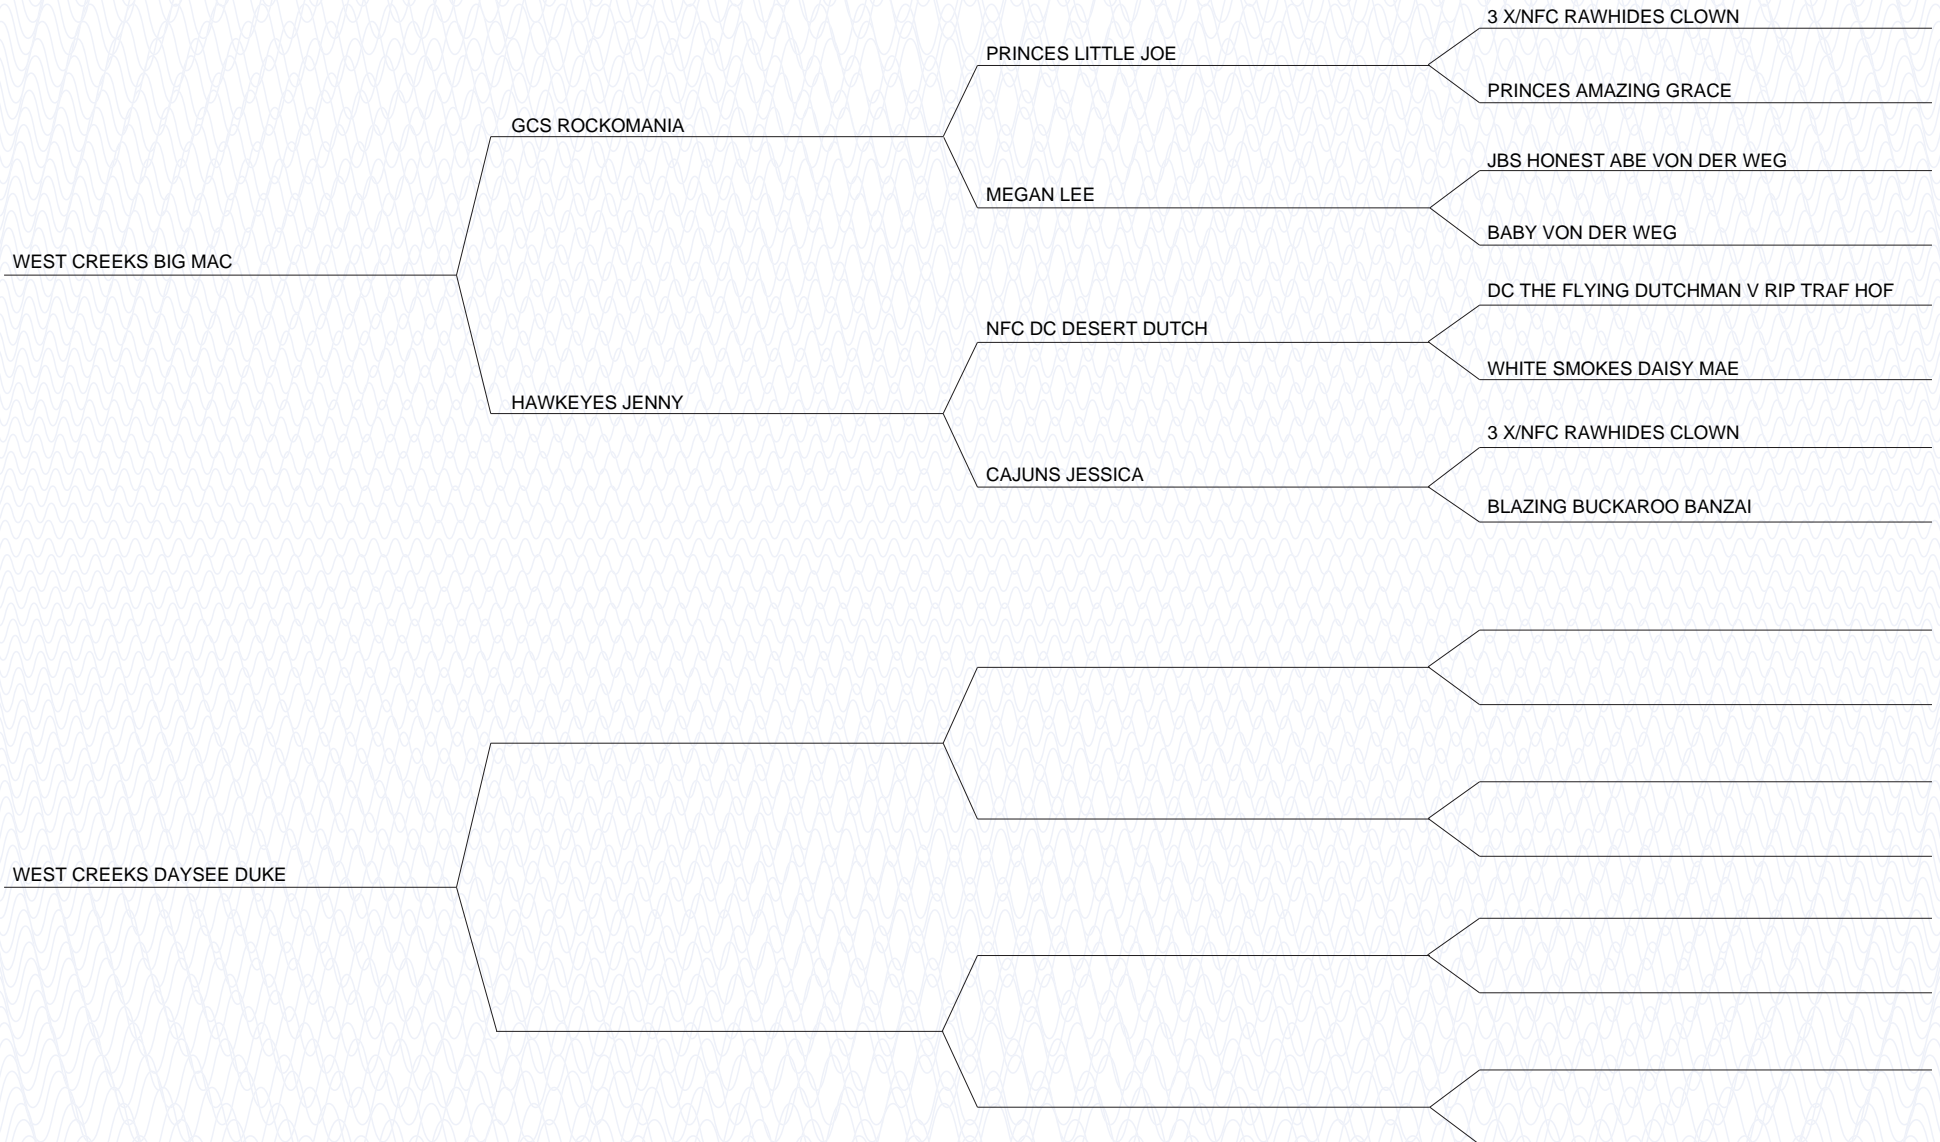 3 X/NFC RAWHIDES CLOWN
PRINCES LITTLE JOE
PRINCES AMAZING GRACE
GCS ROCKOMANIA
JBS HONEST ABE VON DER WEG
MEGAN LEE
BABY VON DER WEG
WEST CREEKS BIG MAC
DC THE FLYING DUTCHMAN V RIP TRAF HOF
NFC DC DESERT DUTCH
WHITE SMOKES DAISY MAE
HAWKEYES JENNY
3 X/NFC RAWHIDES CLOWN
CAJUNS JESSICA
BLAZING BUCKAROO BANZAI
WEST CREEKS DAYSEE DUKE